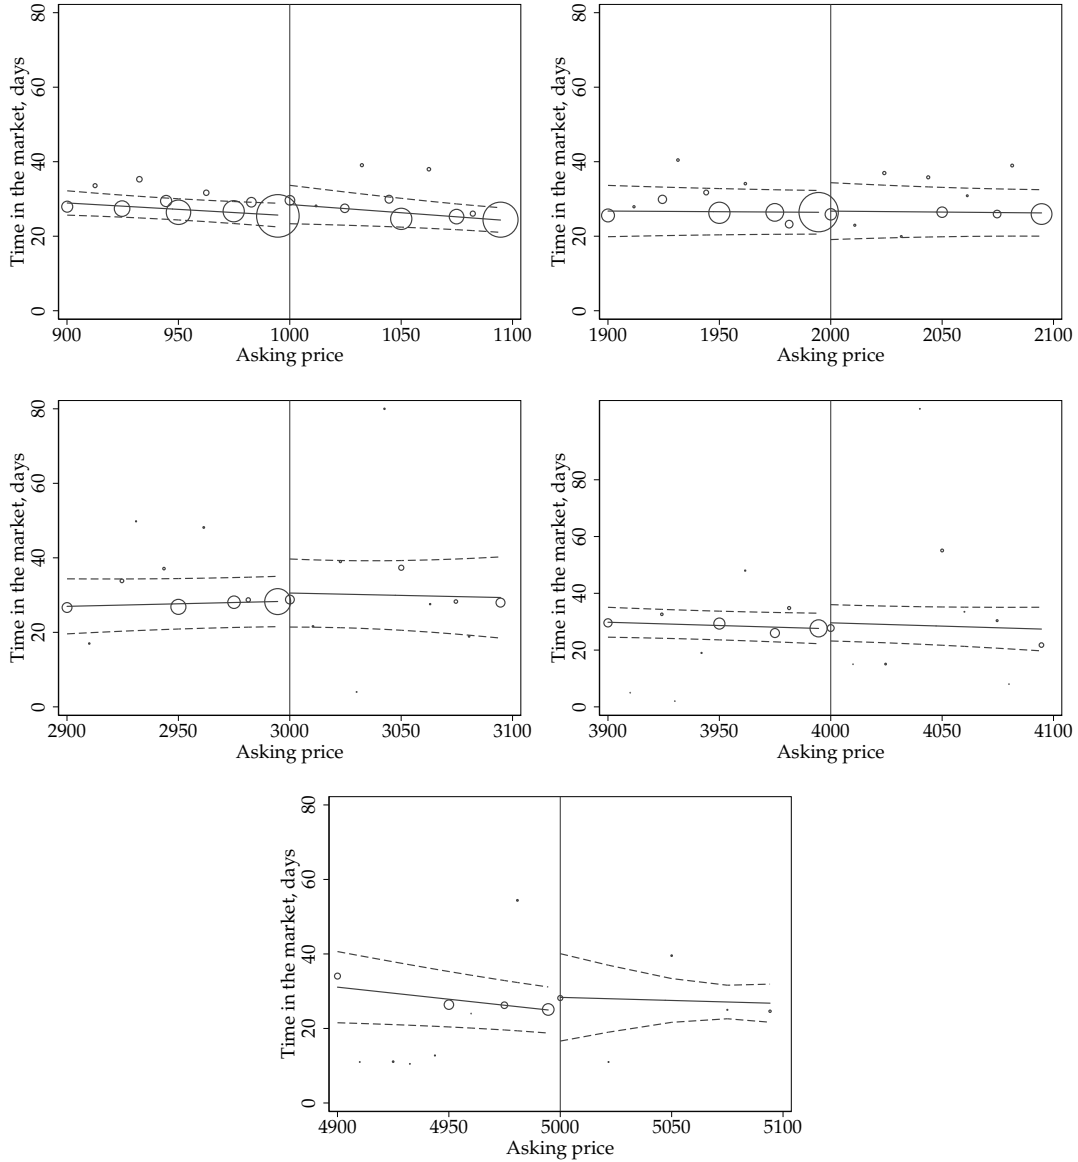 Time in the market, days
80
60
40
20
0
900 950 1000 1050 1100
Asking price
Time in the market, days
80
60
40
20
0
1900 1950 2000 2050 2100
Asking price
Time in the market, days
80
60
40
20
0
2900 2950 3000 3050 3100
Asking price
Time in the market, days
80
60
40
20
0
3900 3950 4000 4050 4100
Asking price
Time in the market, days
80
60
40
20
0
4900 4950 5000 5050 5100
Asking price